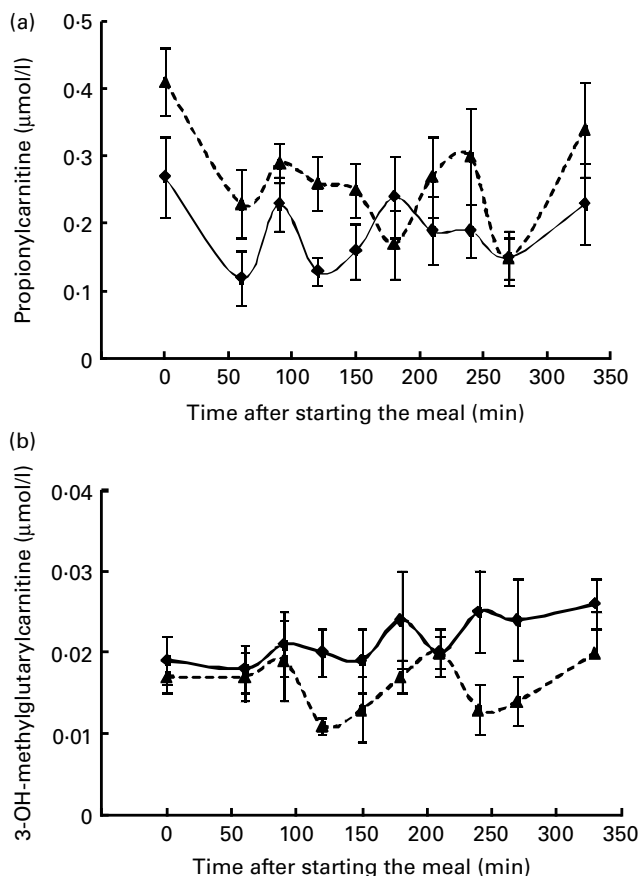 (a)
0·5
0·4
0·3
0·2
0·1
0
Propionylcarnitine (μmol/l)
0 50 100 150 200 250 300 350
Time after starting the meal (min)
(b)
0·04
0·03
0·02
0·01
0
3-OH-methylglutarylcarnitine (μmol/l)
0 50 100 150 200 250 300 350
Time after starting the meal (min)